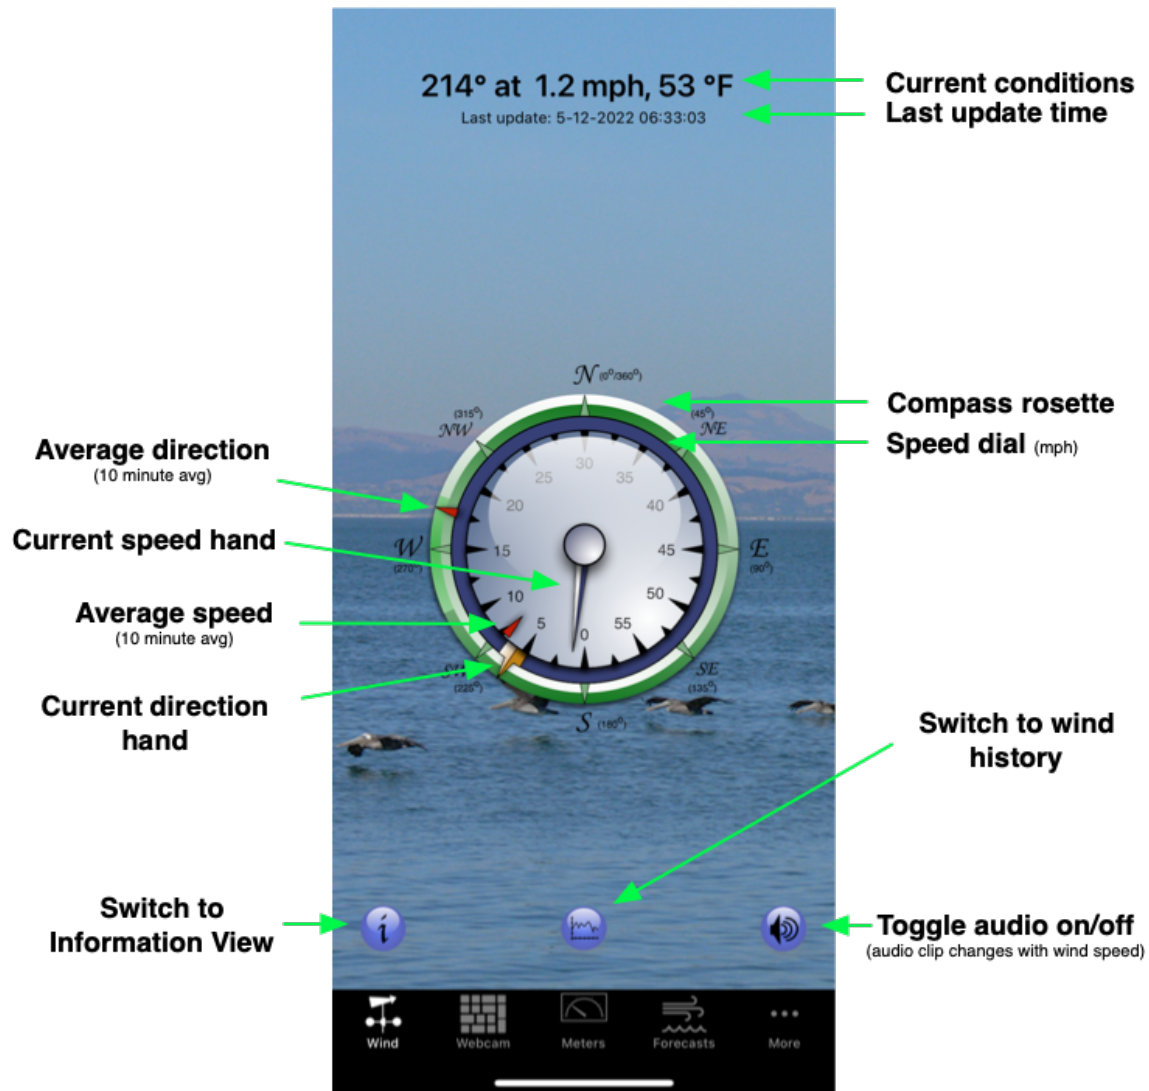 214° at 1.2 mph, 53 °F
Last update: 5-12-2022 06:33:03
Current conditions
Last update time
N (0°/360°)
(315°)
NW
(45°)
NE
Compass rosette
Speed dial (mph)
Average direction
(10 minute avg)
30
25
35
20
40
Current speed hand
W
(270°)
15
45
E
(90°)
10
50
Average speed
(10 minute avg)
5
0
55
SW
(225°)
SE
(135°)
Current direction
hand
S (180°)
Switch to wind
history
Switch to
Information View
i
Toggle audio on/off
(audio clip changes with wind speed)
Wind
Webcam
Meters
Forecasts
More